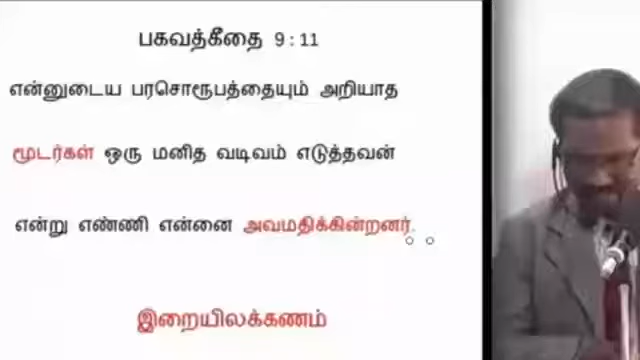 பகவத்கீதை 9:11
என்னுடைய பரசொரூபத்தையும் அறியாத
மூடர்கள் ஒரு மனித வடிவம் எடுத்தவன்
என்று எண்ணி என்னை அவமதிக்கின்றனர்.
இறையிலக்கணம்